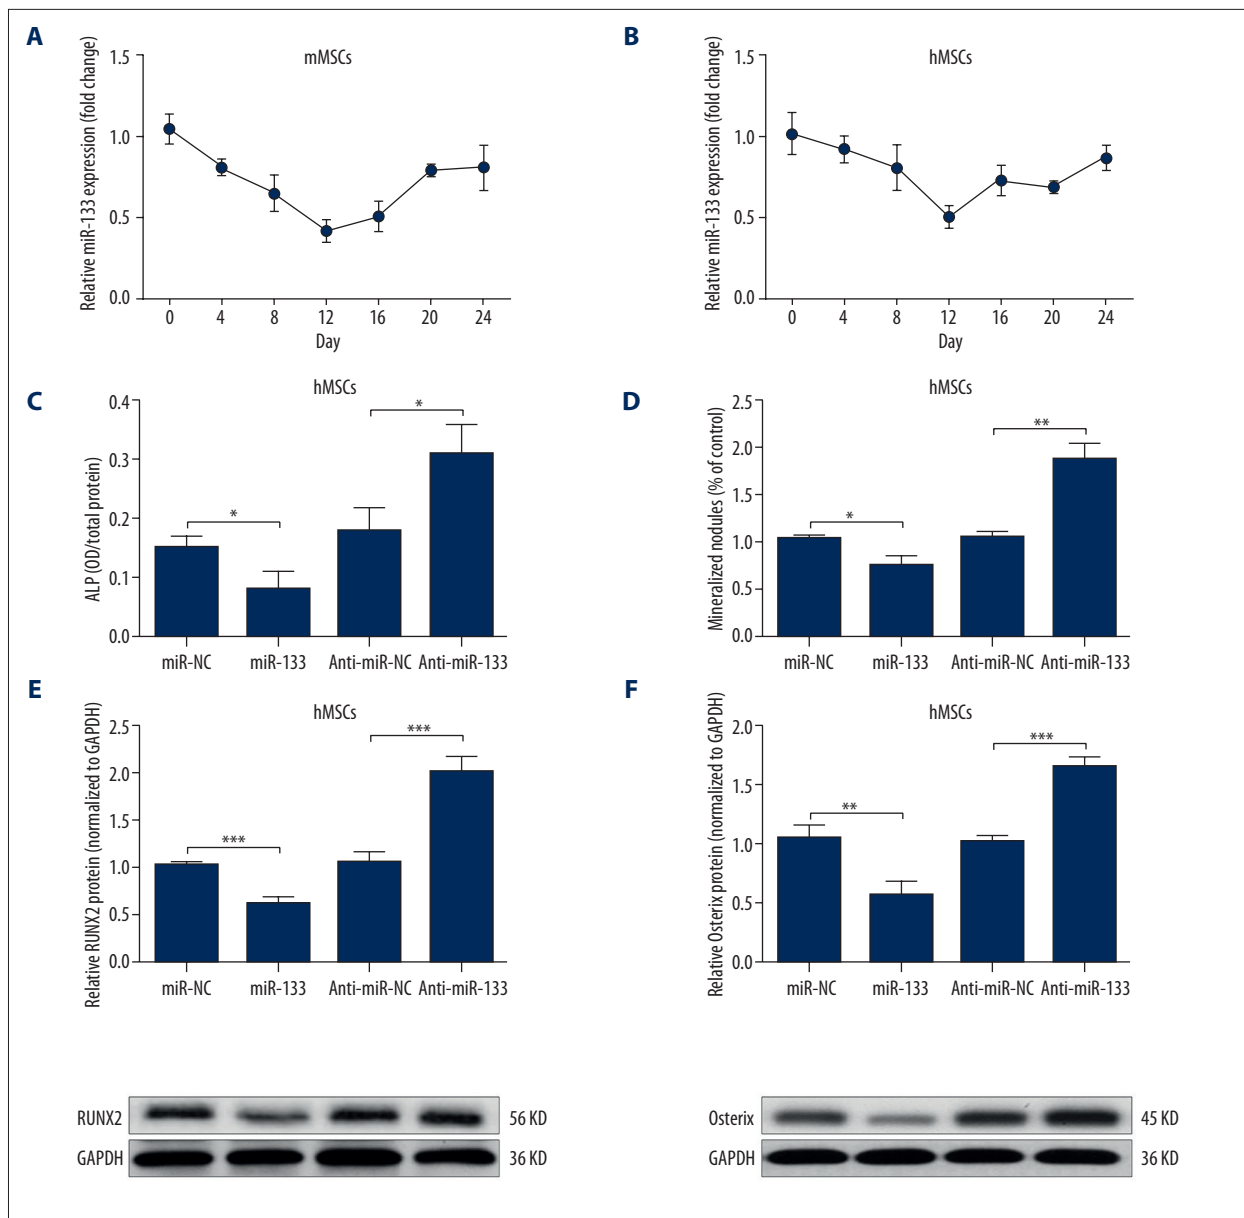 A
mMSCs
Relative miR-133 expression (fold change)
1.5
1.0
0.5
0.0
0 4 8 12 16 20 24
Day
B
hMSCs
Relative miR-133 expression (fold change)
1.5
1.0
0.5
0.0
0 4 8 12 16 20 24
Day
C
hMSCs
ALP (OD/total protein)
0.4
0.3
0.2
0.1
0.0
*
*
miR-NC miR-133 Anti-miR-NC Anti-miR-133
D
hMSCs
Mineralized nodules (% of control)
2.5
2.0
1.5
1.0
0.5
0.0
*
**
miR-NC miR-133 Anti-miR-NC Anti-miR-133
E
hMSCs
Relative RUNX2 protein (normalized to GAPDH)
2.5
2.0
1.5
1.0
0.5
0.0
***
***
miR-NC miR-133 Anti-miR-NC Anti-miR-133
RUNX2 56 KD
GAPDH 36 KD
F
hMSCs
Relative Osterix protein (normalized to GAPDH)
2.0
1.5
1.0
0.5
0.0
**
***
miR-NC miR-133 Anti-miR-NC Anti-miR-133
Osterix 45 KD
GAPDH 36 KD